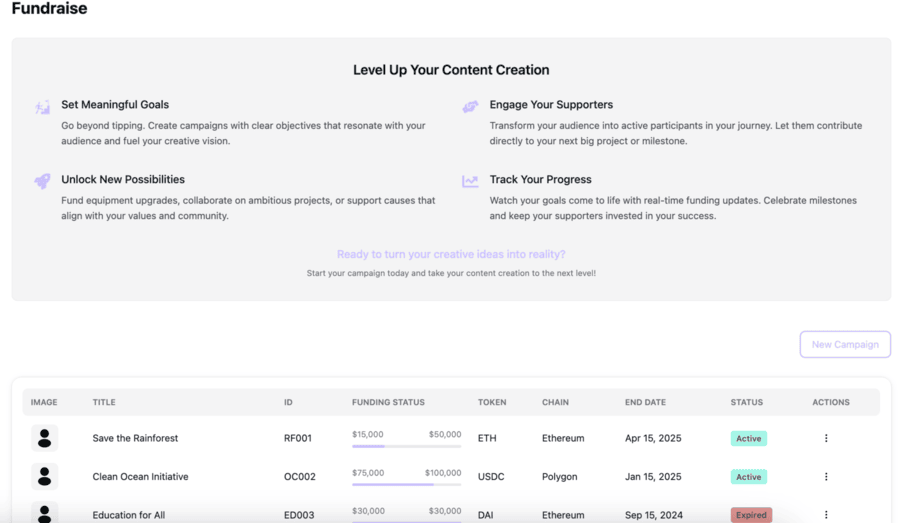 Fundraise
Level Up Your Content Creation
Set Meaningful Goals
Go beyond tipping. Create campaigns with clear objectives that resonate with your
audience and fuel your creative vision.
Engage Your Supporters
Transform your audience into active participants in your journey. Let them contribute
directly to your next big project or milestone.
Unlock New Possibilities
Fund equipment upgrades, collaborate on ambitious projects, or support causes that
align with your values and community.
Track Your Progress
Watch your goals come to life with real-time funding updates. Celebrate milestones
and keep your supporters invested in your success.
Ready to turn your creative ideas into reality?
Start your campaign today and take your content creation to the next level!
New Campaign
IMAGE TITLE ID FUNDING STATUS TOKEN CHAIN END DATE STATUS ACTIONS
Save the Rainforest RF001 $15,000 $50,000 ETH Ethereum Apr 15, 2025 Active
Clean Ocean Initiative OC002 $75,000 $100,000 USDC Polygon Jan 15, 2025 Active
Education for All ED003 $30,000 $30,000 DAI Ethereum Sep 15, 2024 Expired